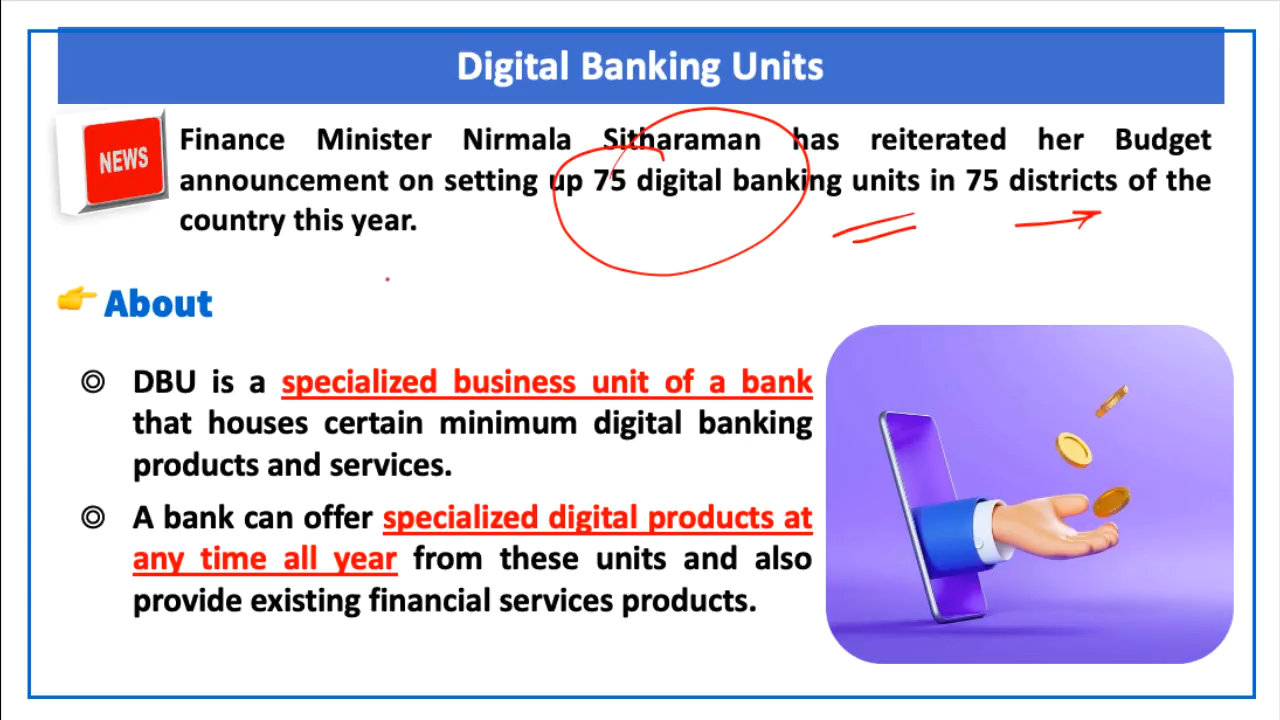 Digital Banking Units
NEWS
Finance Minister Nirmala Sitharaman has reiterated her Budget
announcement on setting up 75 digital banking units in 75 districts of the
country this year.
About
DBU is a specialized business unit of a bank
that houses certain minimum digital banking
products and services.
A bank can offer specialized digital products at
any time all year from these units and also
provide existing financial services products.